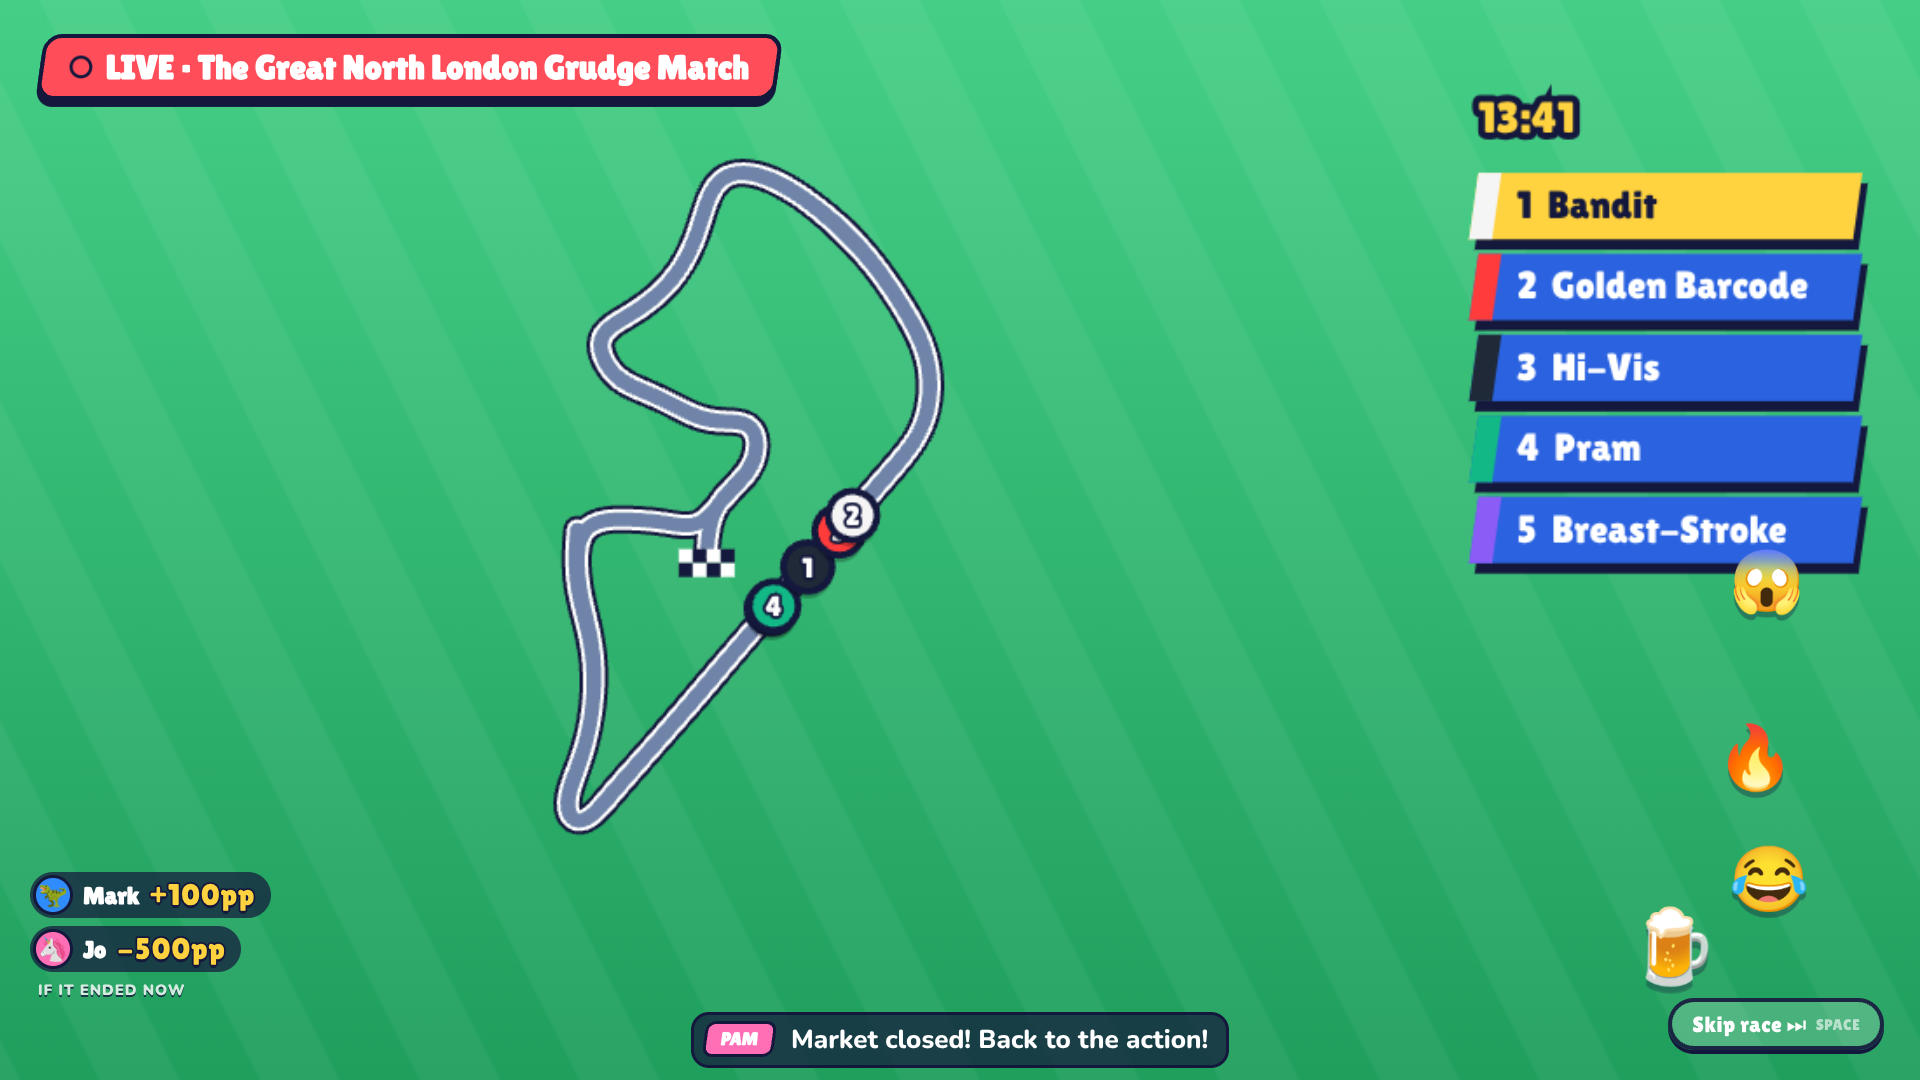 LIVE · The Great North London Grudge Match
13:41
1 Bandit
2 Golden Barcode
3 Hi-Vis
4 Pram
5 Breast-Stroke
2
1
4
Mark +100pp
Jo -500pp
IF IT ENDED NOW
PAM Market closed! Back to the action!
Skip race SPACE